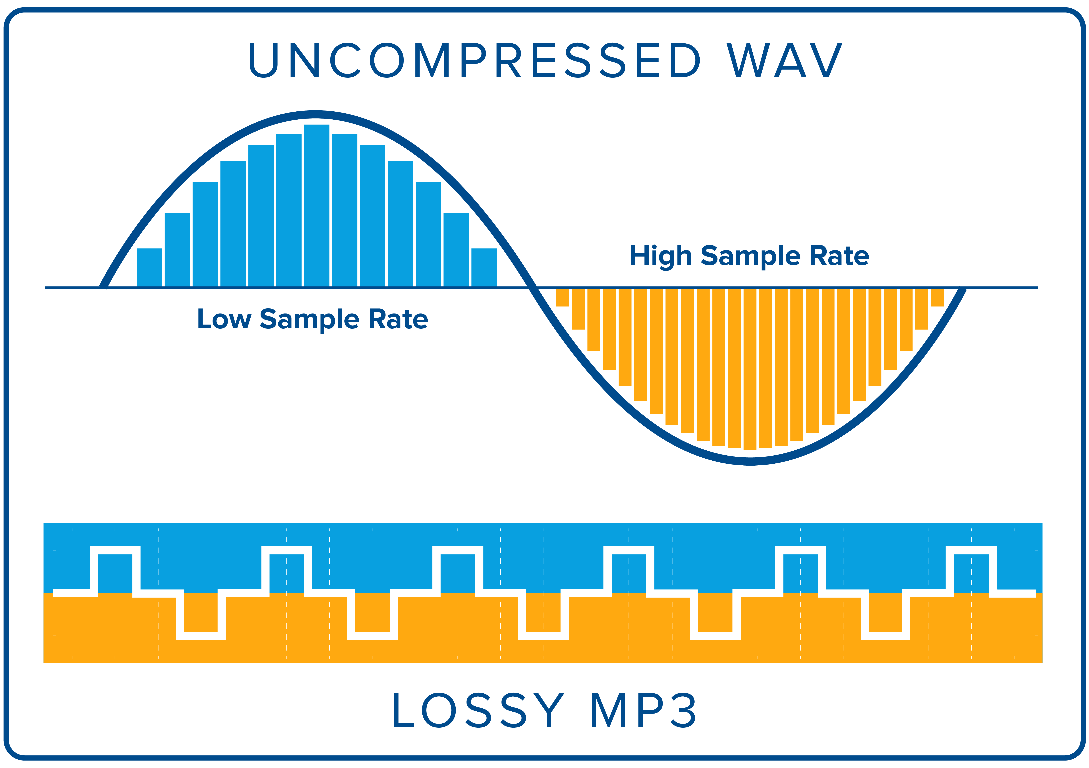 UNCOMPRESSED WAV
High Sample Rate
Low Sample Rate
LOSSY MP3